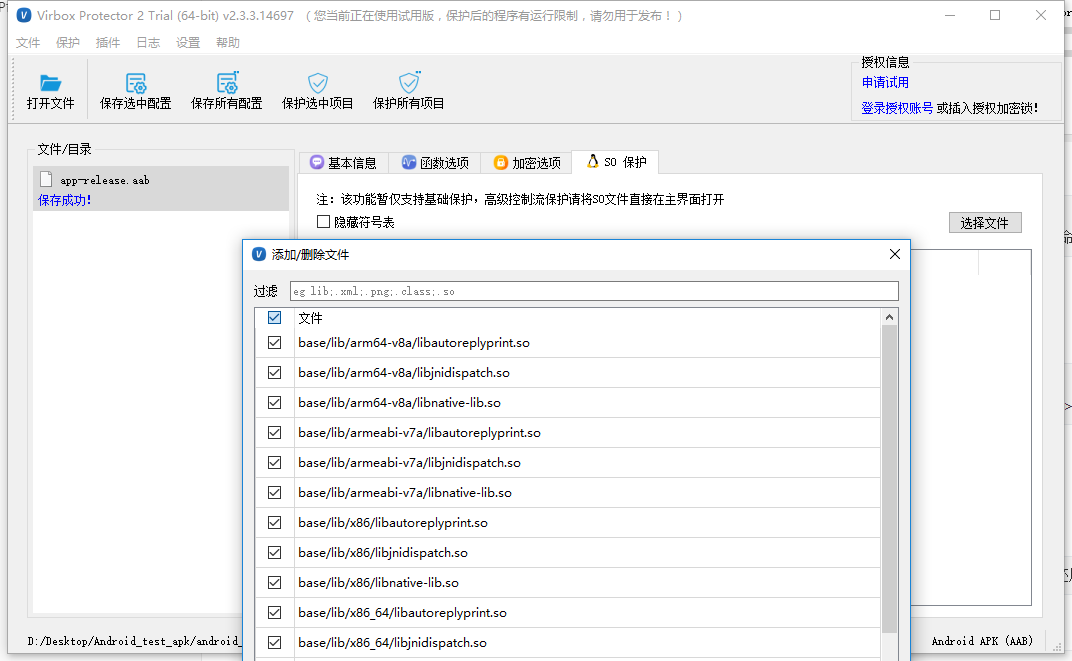 Virbox Protector 2 Trial (64-bit) v2.3.3.14697 （您当前正在使用试用版，保护后的程序有运行限制，请勿用于发布！）
文件 保护 插件 日志 设置 帮助
打开文件 保存选中配置 保存所有配置 保护选中项目 保护所有项目
授权信息
申请试用
登录授权账号 或插入授权加密锁!
文件/目录
app-release.aab
保存成功!
基本信息 函数选项 加密选项 SO 保护
注: 该功能暂仅支持基础保护, 高级控制流保护请将SO文件直接在主界面打开
隐藏符号表
选择文件
添加/删除文件
过滤 eg lib;.xml;.png;.class;.so
文件
base/lib/arm64-v8a/libautoreplyprint.so
base/lib/arm64-v8a/libjnidispatch.so
base/lib/arm64-v8a/libnative-lib.so
base/lib/armeabi-v7a/libautoreplyprint.so
base/lib/armeabi-v7a/libjnidispatch.so
base/lib/armeabi-v7a/libnative-lib.so
base/lib/x86/libautoreplyprint.so
base/lib/x86/libjnidispatch.so
base/lib/x86/libnative-lib.so
base/lib/x86_64/libautoreplyprint.so
base/lib/x86_64/libjnidispatch.so
D:/Desktop/Android_test_apk/android_ Android APK (AAB)